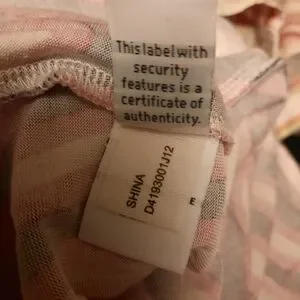 This label with
security
features is a
certificate of
authenticity.
SHINA
D4193001J12
E